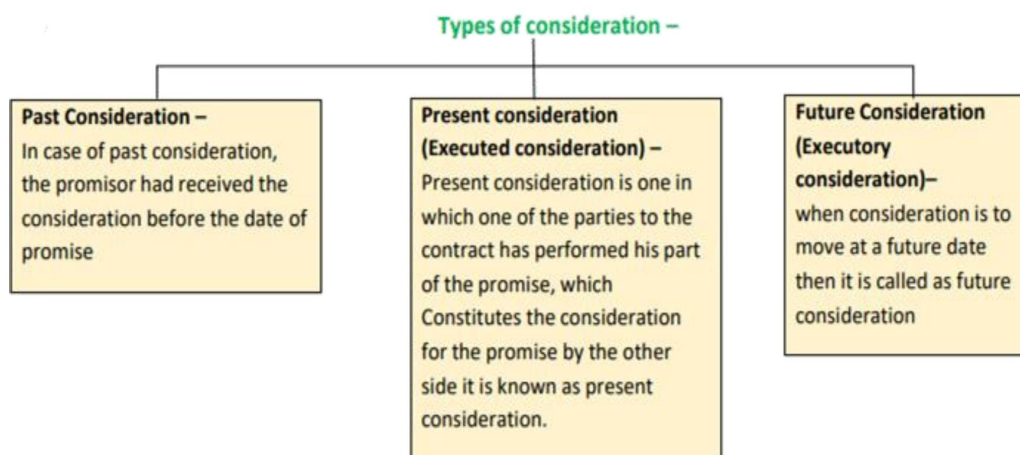 Types of consideration –
Past Consideration –
In case of past consideration,
the promisor had received the
consideration before the date of
promise
Present consideration
(Executed consideration) –
Present consideration is one in
which one of the parties to the
contract has performed his part
of the promise, which
Constitutes the consideration
for the promise by the other
side it is known as present
consideration.
Future Consideration
(Executory
consideration)–
when consideration is to
move at a future date
then it is called as future
consideration